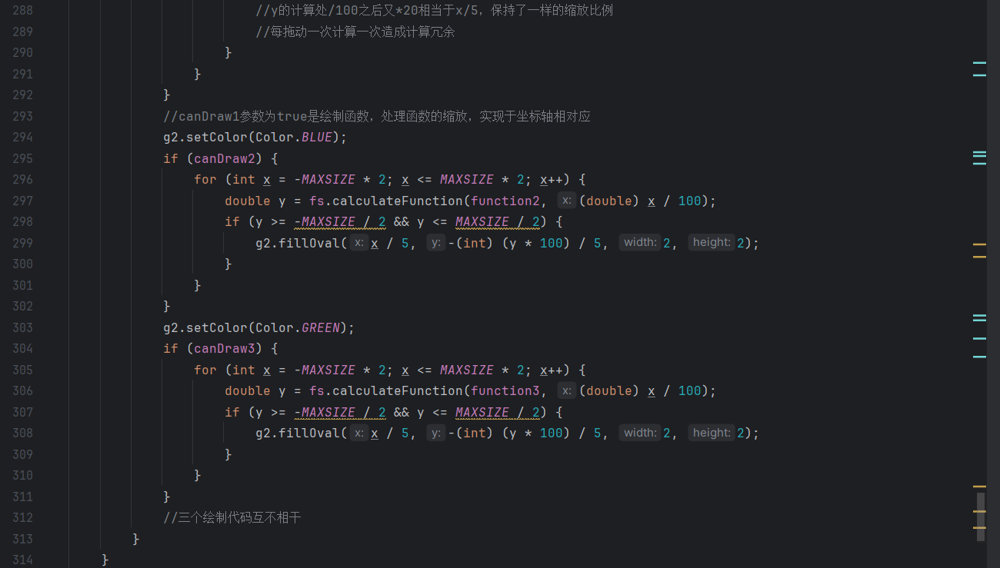 288 //y的计算处/100之后又*20相当于x/5，保持了一样的缩放比例
289 //每拖动一次计算一次造成计算冗余
290 }
291 }
292 }
293 //canDraw1参数为true是绘制函数，处理函数的缩放，实现于坐标轴相对应
294 g2.setColor(Color.BLUE);
295 if (canDraw2) {
296 for (int x = -MAXSIZE * 2; x <= MAXSIZE * 2; x++) {
297 double y = fs.calculateFunction(function2, x: (double) x / 100);
298 if (y >= -MAXSIZE / 2 && y <= MAXSIZE / 2) {
299 g2.fillOval( x: x / 5, y: -(int) (y * 100) / 5, width: 2, height: 2);
300 }
301 }
302 }
303 g2.setColor(Color.GREEN);
304 if (canDraw3) {
305 for (int x = -MAXSIZE * 2; x <= MAXSIZE * 2; x++) {
306 double y = fs.calculateFunction(function3, x: (double) x / 100);
307 if (y >= -MAXSIZE / 2 && y <= MAXSIZE / 2) {
308 g2.fillOval( x: x / 5, y: -(int) (y * 100) / 5, width: 2, height: 2);
309 }
310 }
311 }
312 //三个绘制代码互不相干
313 }
314 }